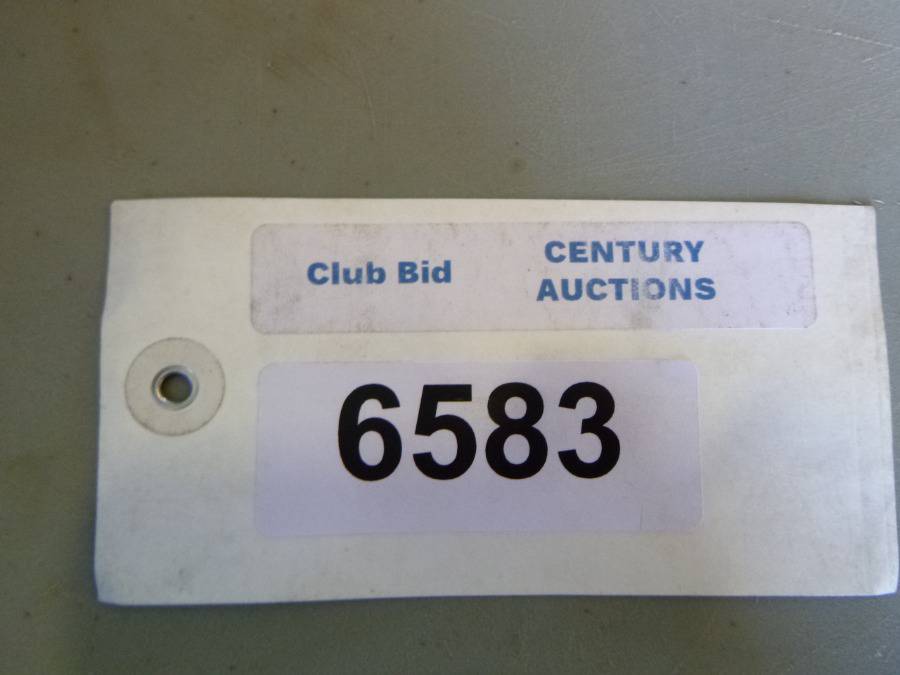 Club Bid
CENTURY
AUCTIONS
6583